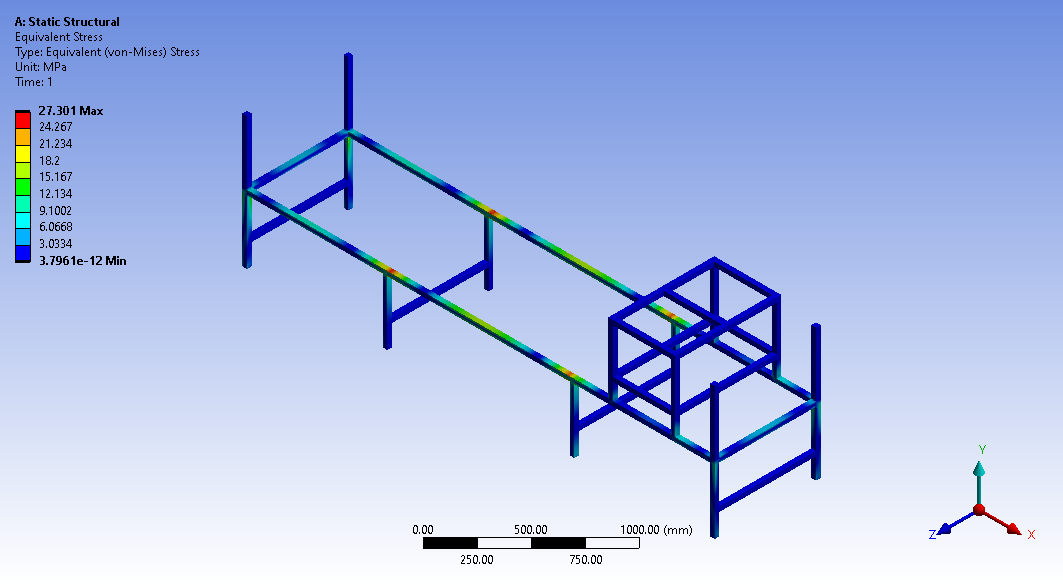 A: Static Structural
Equivalent Stress
Type: Equivalent (von-Mises) Stress
Unit: MPa
Time: 1
27.301 Max
24.267
21.234
18.2
15.167
12.134
9.1002
6.0668
3.0334
3.7961e-12 Min
0.00 500.00 1000.00 (mm)
250.00 750.00
Y
Z X